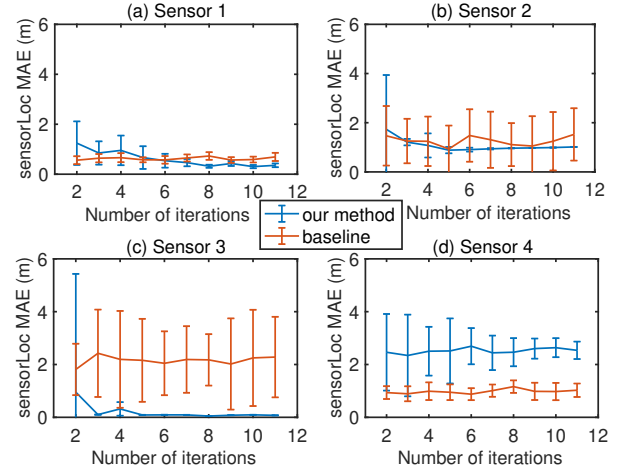 (a) Sensor 1
sensorLoc MAE (m)
6
4
2
0
2 4 6 8 10 12
Number of iterations
(b) Sensor 2
sensorLoc MAE (m)
6
4
2
0
2 4 6 8 10 12
Number of iterations
our method
baseline
(c) Sensor 3
sensorLoc MAE (m)
6
4
2
0
2 4 6 8 10 12
Number of iterations
(d) Sensor 4
sensorLoc MAE (m)
6
4
2
0
2 4 6 8 10 12
Number of iterations